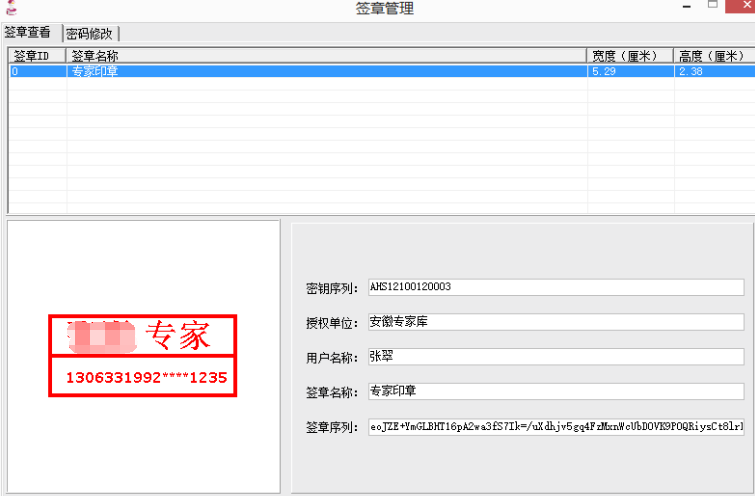 签章管理
签章查看 密码修改
签章ID 签章名称 宽度（厘米） 高度（厘米）
0 专家印章 5.29 2.38
专家
1306331992****1235
密钥序列： AHS12100120003
授权单位： 安徽专家库
用户名称： 张翠
签章名称： 专家印章
签章序列： eoJZE+YmGLBHT16pA2wa3fS7Ik=/uXdhjv5gq4FzMxnWcUbDOVK9POQRiysCt8lrl